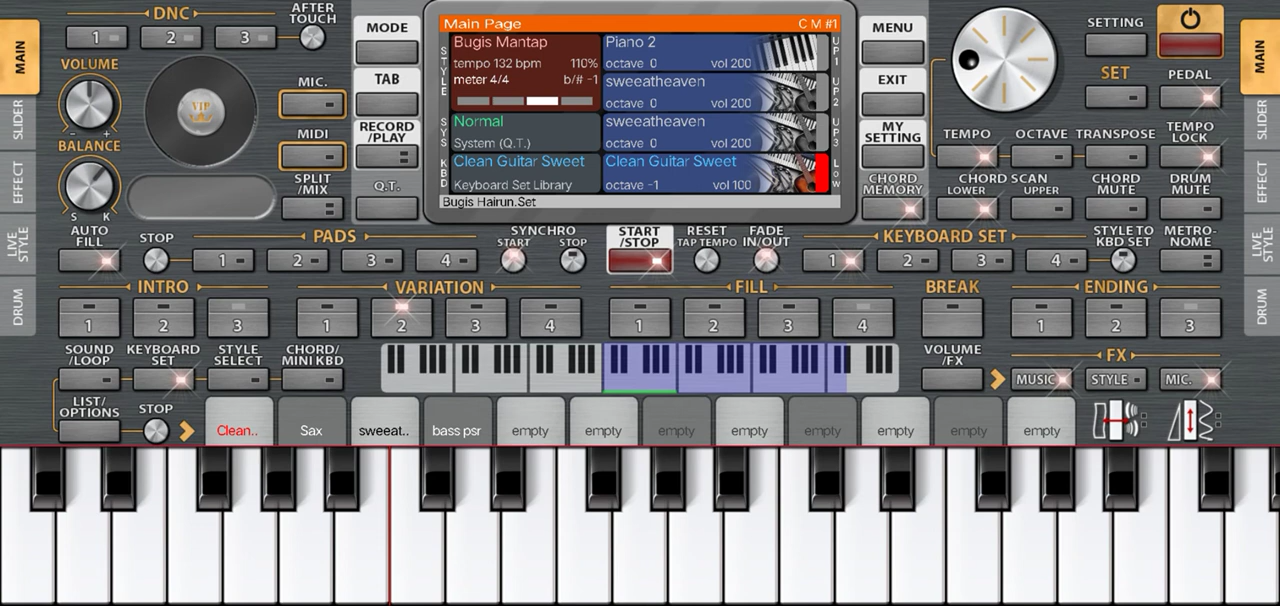 DNC
AFTER
TOUCH
1
2
3
MODE
Main Page
C M #1
MENU
SETTING
MAIN
VOLUME
- +
VIP
MIC.
TAB
STYLE
Bugis Mantap
tempo 132 bpm
110%
meter 4/4
b/# -1
Piano 2
octave 0
vol 200
UP1
sweeatheaven
octave 0
vol 200
UP2
EXIT
SET
PEDAL
MAIN
SLIDER
BALANCE
S K
MIDI
RECORD
/PLAY
SYS
Normal
System (Q.T.)
sweeatheaven
octave 0
vol 200
UP3
MY
SETTING
TEMPO
OCTAVE
TRANSPOSE
TEMPO
LOCK
SLIDER
EFFECT
SPLIT
/MIX
Q.T.
KBD
Clean Guitar Sweet
Keyboard Set Library
Clean Guitar Sweet
octave -1
vol 100
LOW
Bugis Hairun.Set
CHORD
MEMORY
CHORD SCAN
LOWER
UPPER
CHORD
MUTE
DRUM
MUTE
EFFECT
LIVE
STYLE
AUTO
FILL
STOP
PADS
1
2
3
4
SYNCHRO
START
STOP
START
/STOP
RESET
TAP TEMPO
FADE
IN/OUT
KEYBOARD SET
1
2
3
4
STYLE TO
KBD SET
METRO-
NOME
LIVE
STYLE
DRUM
INTRO
1
2
3
VARIATION
1
2
3
4
FILL
1
2
3
4
BREAK
ENDING
1
2
3
DRUM
SOUND
/LOOP
KEYBOARD
SET
STYLE
SELECT
CHORD/
MINI KBD
VOLUME
/FX
FX
MUSIC
STYLE
MIC.
LIST/
OPTIONS
STOP
Clean..
Sax
sweeat..
bass psr
empty
empty
empty
empty
empty
empty
empty
empty